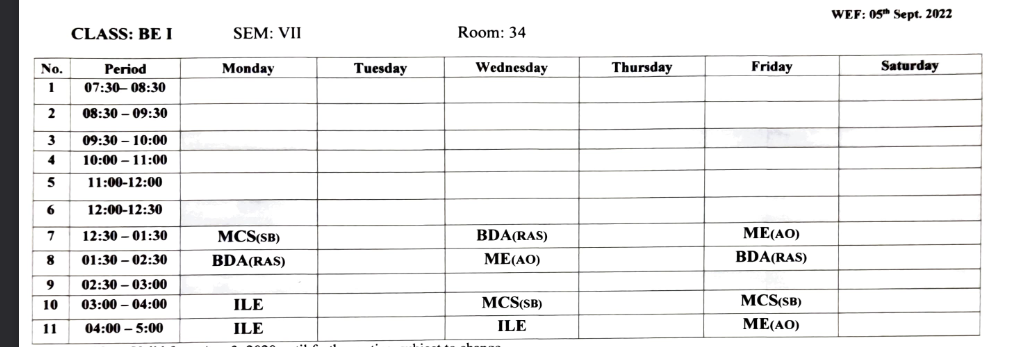 WEF: 05th Sept. 2022
CLASS: BE I SEM: VII Room: 34
No. Period Monday Tuesday Wednesday Thursday Friday Saturday
1 07:30– 08:30
2 08:30 – 09:30
3 09:30 – 10:00
4 10:00 – 11:00
5 11:00-12:00
6 12:00-12:30
7 12:30 – 01:30 MCS(SB) BDA(RAS) ME(AO)
8 01:30 – 02:30 BDA(RAS) ME(AO) BDA(RAS)
9 02:30 – 03:00
10 03:00 – 04:00 ILE MCS(SB) MCS(SB)
11 04:00 – 5:00 ILE ILE ME(AO)